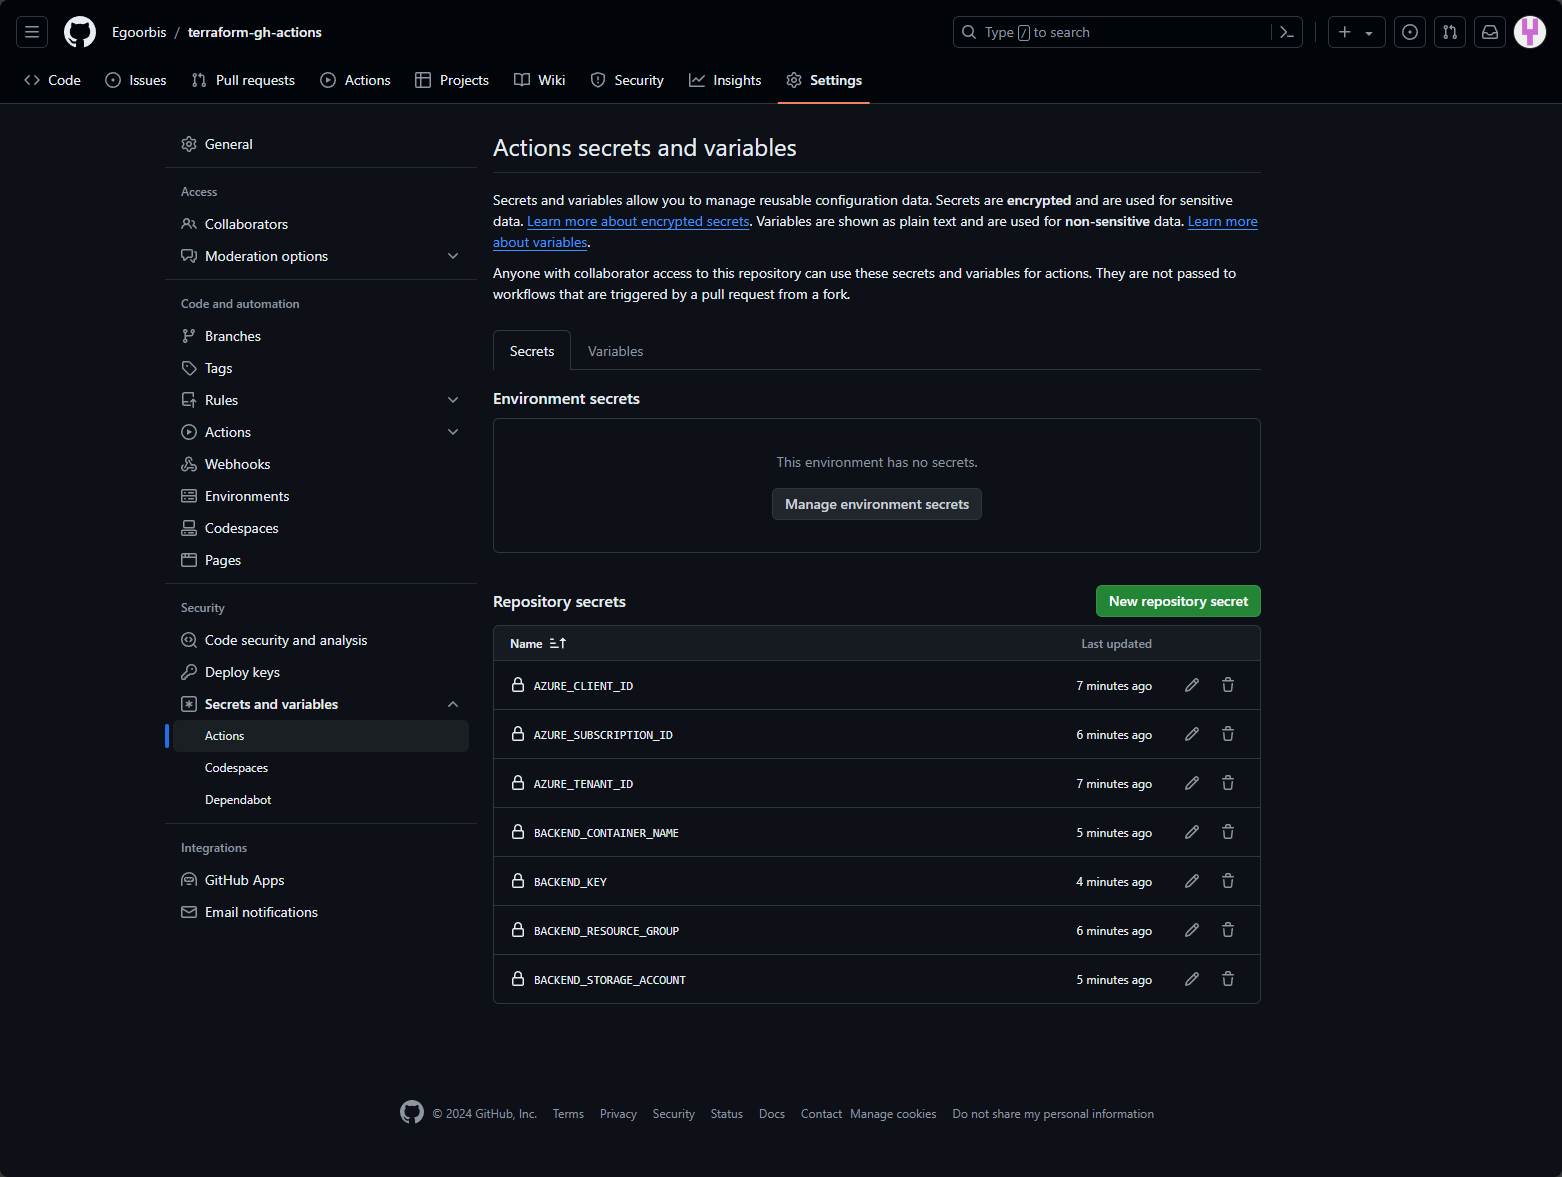 Egoorbis / terraform-gh-actions
Type / to search
Code Issues Pull requests Actions Projects Wiki Security Insights Settings
General
Access
Collaborators
Moderation options
Code and automation
Branches
Tags
Rules
Actions
Webhooks
Environments
Codespaces
Pages
Security
Code security and analysis
Deploy keys
Secrets and variables
Actions
Codespaces
Dependabot
Integrations
GitHub Apps
Email notifications
Actions secrets and variables
Secrets and variables allow you to manage reusable configuration data. Secrets are encrypted and are used for sensitive
data. Learn more about encrypted secrets. Variables are shown as plain text and are used for non-sensitive data. Learn more
about variables.
Anyone with collaborator access to this repository can use these secrets and variables for actions. They are not passed to
workflows that are triggered by a pull request from a fork.
Secrets Variables
Environment secrets
This environment has no secrets.
Manage environment secrets
Repository secrets New repository secret
Name Last updated
AZURE_CLIENT_ID 7 minutes ago
AZURE_SUBSCRIPTION_ID 6 minutes ago
AZURE_TENANT_ID 7 minutes ago
BACKEND_CONTAINER_NAME 5 minutes ago
BACKEND_KEY 4 minutes ago
BACKEND_RESOURCE_GROUP 6 minutes ago
BACKEND_STORAGE_ACCOUNT 5 minutes ago
© 2024 GitHub, Inc. Terms Privacy Security Status Docs Contact Manage cookies Do not share my personal information